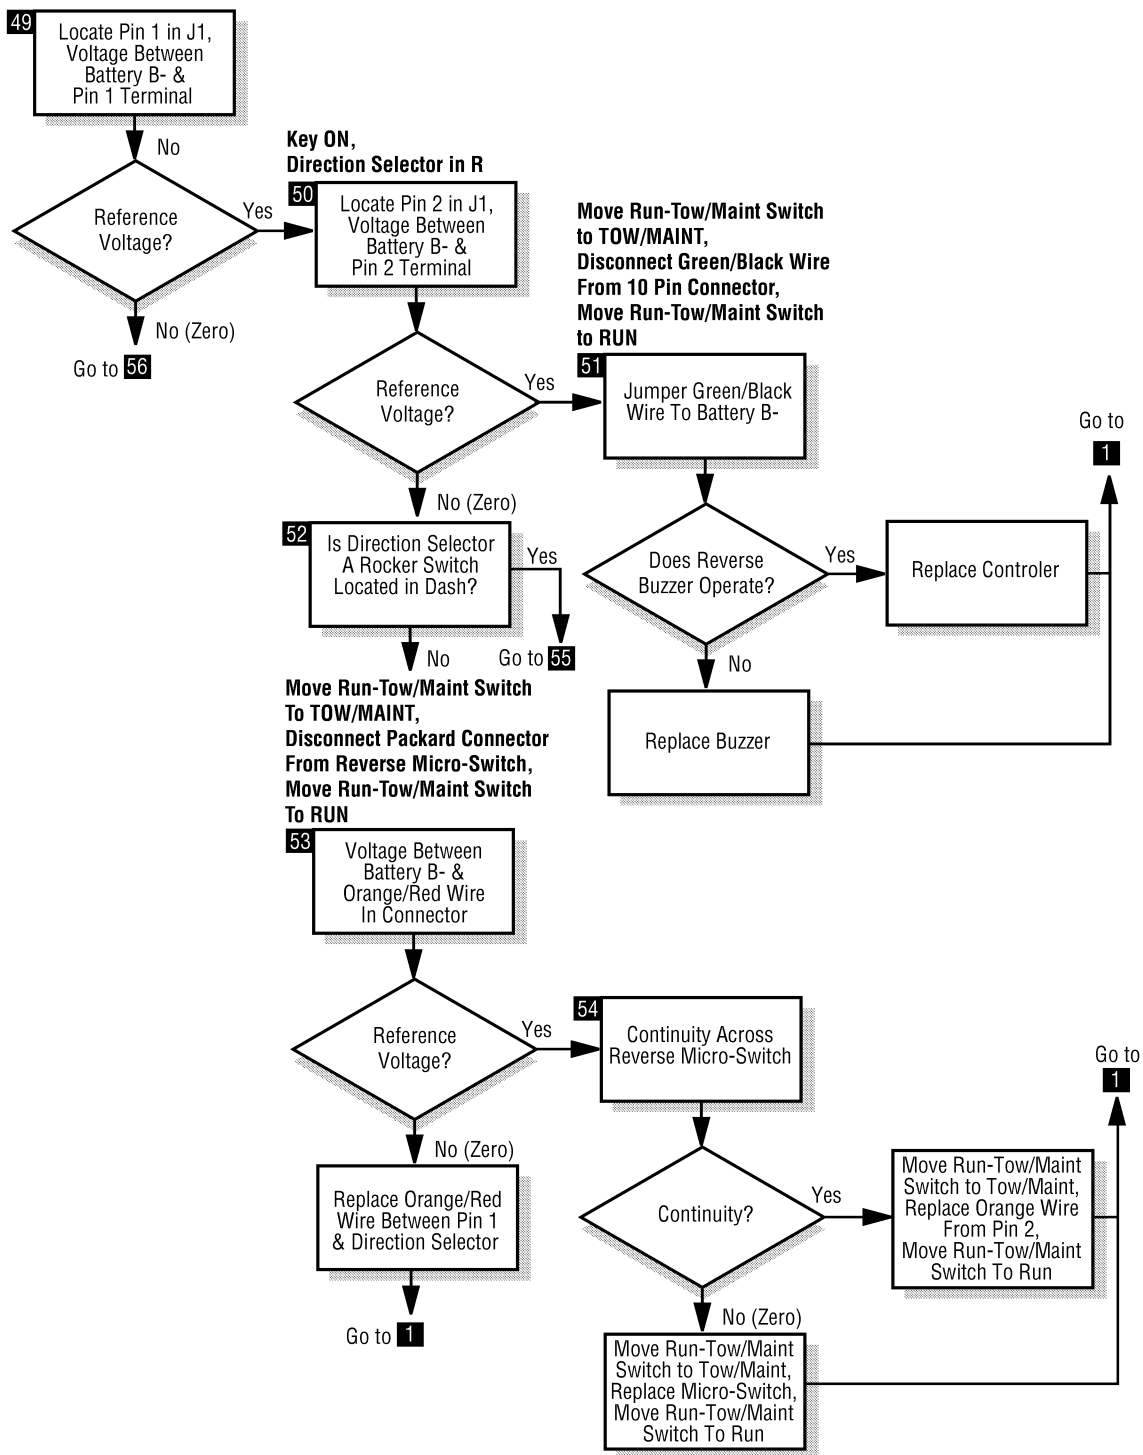 49
Locate Pin 1 in J1,
Voltage Between
Battery B- &
Pin 1 Terminal
No
Reference
Voltage?
Yes
No (Zero)
Go to 56
Key ON,
Direction Selector in R
50
Locate Pin 2 in J1,
Voltage Between
Battery B- &
Pin 2 Terminal
Reference
Voltage?
Yes
No (Zero)
Move Run-Tow/Maint Switch
to TOW/MAINT,
Disconnect Green/Black Wire
From 10 Pin Connector,
Move Run-Tow/Maint Switch
to RUN
51
Jumper Green/Black
Wire To Battery B-
Does Reverse
Buzzer Operate?
Yes
Replace Controler
Go to
1
No
Replace Buzzer
52
Is Direction Selector
A Rocker Switch
Located in Dash?
Yes
Go to 55
No
Move Run-Tow/Maint Switch
To TOW/MAINT,
Disconnect Packard Connector
From Reverse Micro-Switch,
Move Run-Tow/Maint Switch
To RUN
53
Voltage Between
Battery B- &
Orange/Red Wire
In Connector
Reference
Voltage?
Yes
No (Zero)
Replace Orange/Red
Wire Between Pin 1
& Direction Selector
Go to 1
54
Continuity Across
Reverse Micro-Switch
Continuity?
Yes
Move Run-Tow/Maint
Switch to Tow/Maint,
Replace Orange Wire
From Pin 2,
Move Run-Tow/Maint
Switch To Run
Go to
1
No (Zero)
Move Run-Tow/Maint
Switch to Tow/Maint,
Replace Micro-Switch,
Move Run-Tow/Maint
Switch To Run